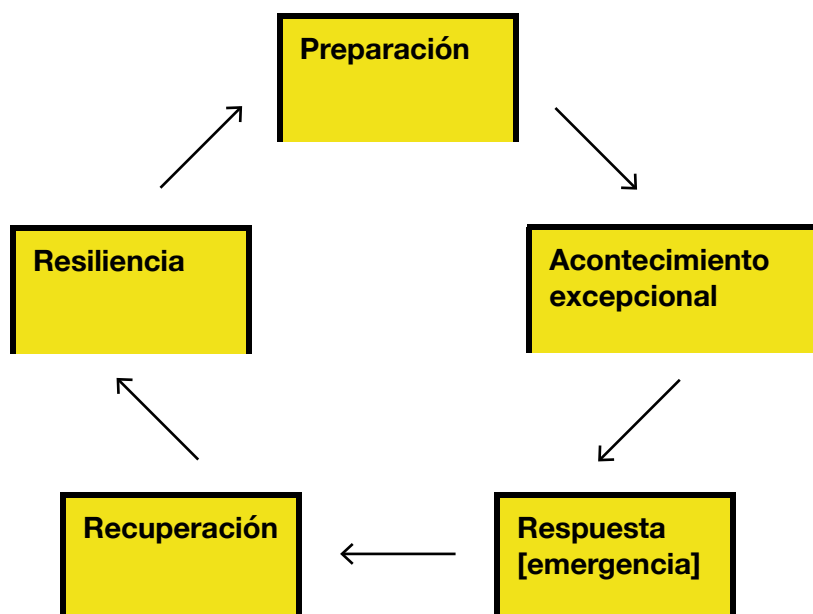 Preparación
Acontecimiento
excepcional
Respuesta
[emergencia]
Recuperación
Resiliencia